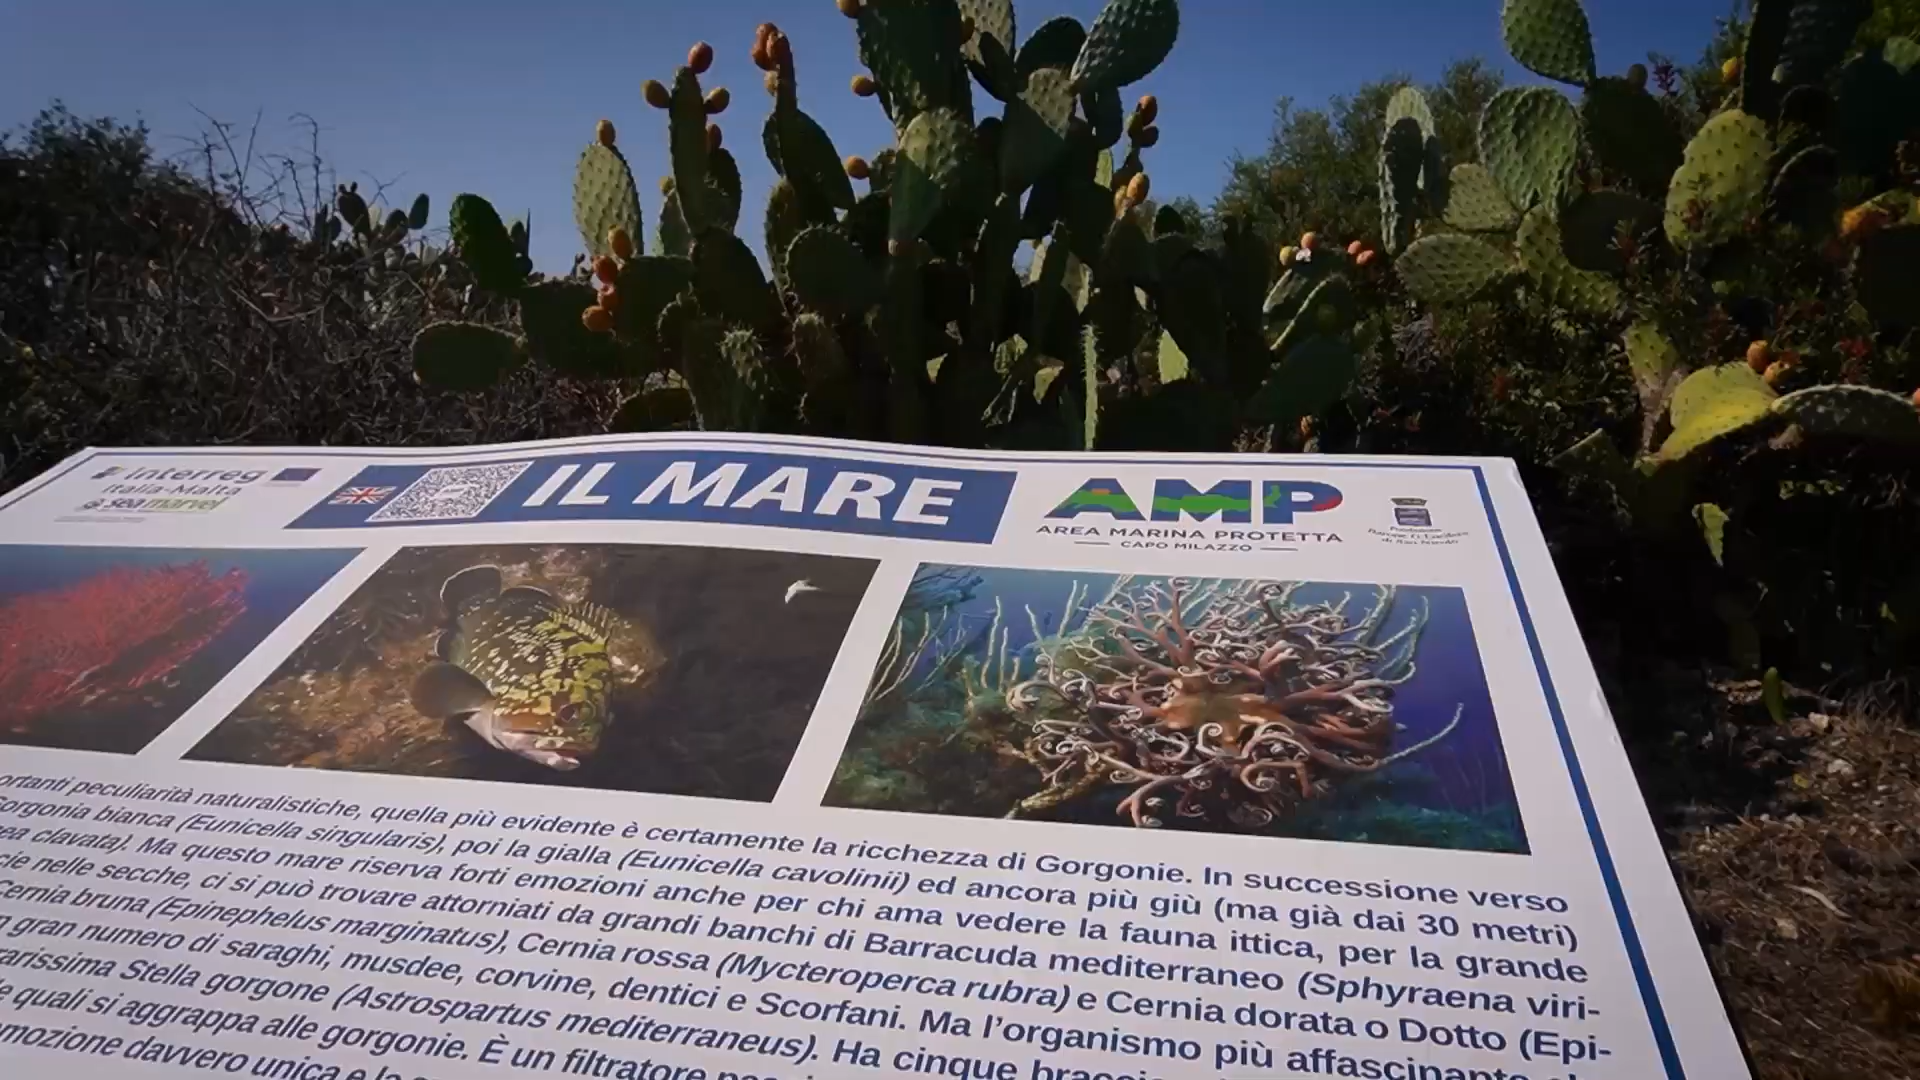 Interreg
Italia-Malta
seamarvel
IL MARE
AMP
AREA MARINA PROTETTA
CAPO MILAZZO
ortanti peculiarità naturalistiche, quella più evidente è certamente la ricchezza di Gorgonie. In successione verso
Gorgonia bianca (Eunicella singularis), poi la gialla (Eunicella cavolinii) ed ancora più giù (ma già dai 30 metri)
ea clavata). Ma questo mare riserva forti emozioni anche per chi ama vedere la fauna ittica, per la grande
cie nelle secche, ci si può trovare attorniati da grandi banchi di Barracuda mediterraneo (Sphyraena viri-
Cernia bruna (Epinephelus marginatus), Cernia rossa (Mycteroperca rubra) e Cernia dorata o Dotto (Epi-
n gran numero di saraghi, musdee, corvine, dentici e Scorfani. Ma l'organismo più affascinante
rarissima Stella gorgone (Astrospartus mediterraneus). Ha cinque
e quali si aggrappa alle gorgonie. È un filtratore
mozione davvero unica e